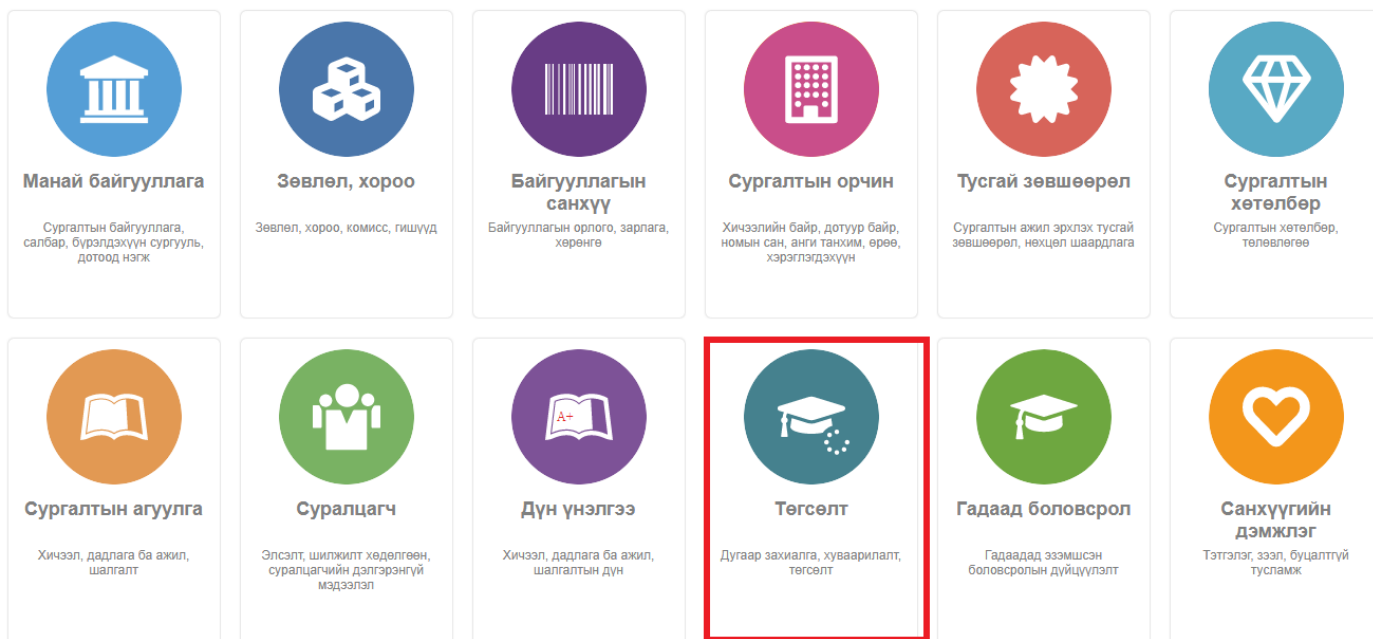 Манай байгууллага
Сургалтын байгууллага,
салбар, бүрэлдэхүүн сургууль,
дотоод нэгж
Зөвлөл, хороо
Зөвлөл, хороо, комисс, гишүүд
Байгууллагын
санхүү
Байгууллагын орлого, зарлага,
хөрөнгө
Сургалтын орчин
Хичээлийн байр, дотуур байр,
номын сан, анги танхим, өрөө,
хэрэглэгдэхүүн
Тусгай зөвшөөрөл
Сургалтын ажил эрхлэх тусгай
зөвшөөрөл, нөхцөл шаардлага
Сургалтын
хөтөлбөр
Сургалтын хөтөлбөр,
төлөвлөгөө
Сургалтын агуулга
Хичээл, дадлага ба ажил,
шалгалт
Суралцагч
Элсэлт, шилжилт хөдөлгөөн,
суралцагчийн дэлгэрэнгүй
мэдээлэл
A+
Дүн үнэлгээ
Хичээл, дадлага ба ажил,
шалгалтын дүн
Төгсөлт
Дугаар захиалга, хуваарилалт,
төгсөлт
Гадаад боловсрол
Гадаадад эзэмшсэн
боловсролын дүйцүүлэлт
Санхүүгийн
дэмжлэг
Тэтгэлэг, зээл, буцалтгүй
тусламж